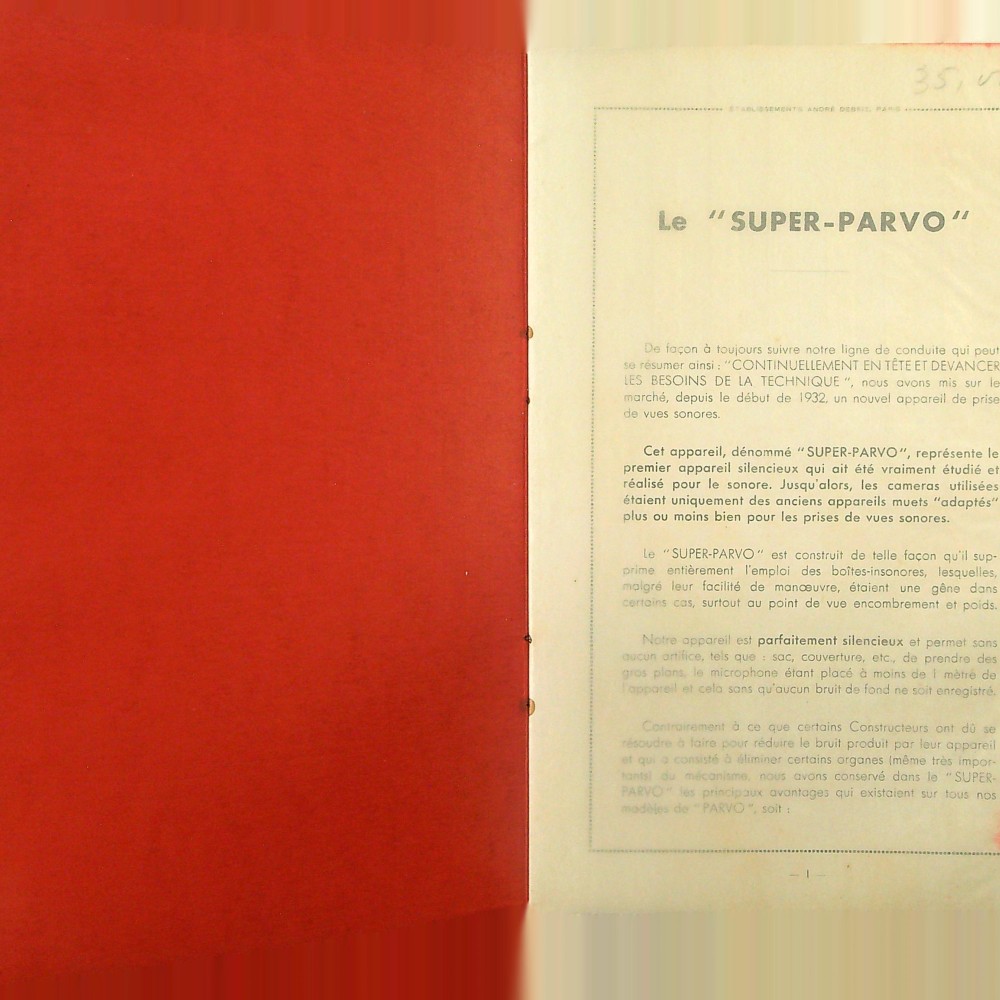 35,
ÉTABLISSEMENTS ANDRÉ DEBRIE, PARIS
Le “SUPER-PARVO“
De façon à toujours suivre notre ligne de conduite qui peut
se résumer ainsi : “CONTINUELLEMENT EN TÊTE ET DEVANCER
LES BESOINS DE LA TECHNIQUE“, nous avons mis sur le
marché, depuis le début de 1932, un nouvel appareil de prise
de vues sonores.
Cet appareil, dénommé “SUPER-PARVO“, représente le
premier appareil silencieux qui ait été vraiment étudié et
réalisé pour le sonore. Jusqu'alors, les cameras utilisées
étaient uniquement des anciens appareils muets “adaptés“
plus ou moins bien pour les prises de vues sonores.
Le “SUPER-PARVO“ est construit de telle façon qu'il sup-
prime entièrement l'emploi des boîtes-insonores, lesquelles,
malgré leur facilité de manœuvre, étaient une gêne dans
certains cas, surtout au point de vue encombrement et poids.
Notre appareil est parfaitement silencieux et permet sans
aucun artifice, tels que : sac, couverture, etc., de prendre des
gros plans, le microphone étant placé à moins de 1 mètre de
l'appareil et celà sans qu'aucun bruit de fond ne soit enregistré.
Contrairement à ce que certains Constructeurs ont dû se
résoudre à faire pour réduire le bruit produit par leur appareil
et qui a consisté à éliminer certains organes (même très impor-
tants) du mécanisme, nous avons conservé dans le “SUPER-
PARVO“ les principaux avantages qui existaient sur tous nos
modèles de “PARVO“, soit :
— 1 —